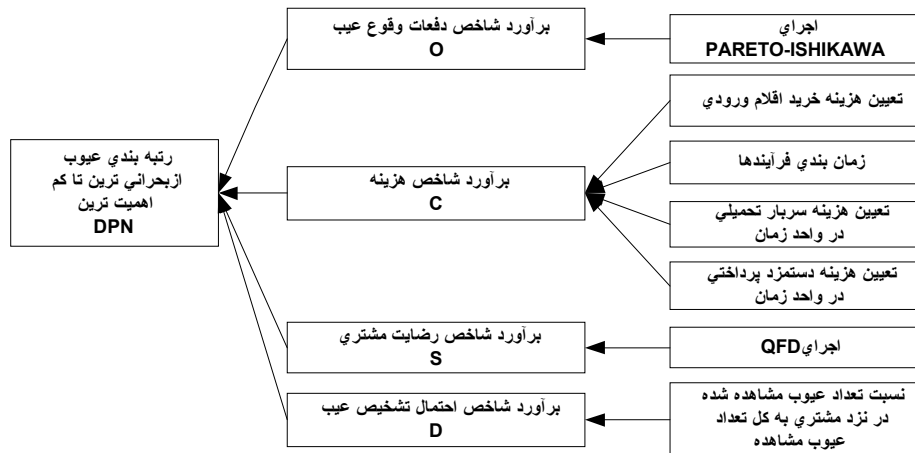 اجراي
PARETO-ISHIKAWA
تعيين هزينه خريد اقلام ورودي
زمان بندي فرآيندها
تعيين هزينه سربار تحميلي
در واحد زمان
تعيين هزينه دستمزد پرداختي
در واحد زمان
اجرايQFD
نسبت تعداد عيوب مشاهده شده
در نزد مشتري به كل تعداد
عيوب مشاهده
برآورد شاخص دفعات وقوع عيب
O
برآورد شاخص هزينه
C
برآورد شاخص رضايت مشتري
S
برآورد شاخص احتمال تشخيص عيب
D
رتبه بندي عيوب
ازبحراني ترين تا كم
اهميت ترين
DPN